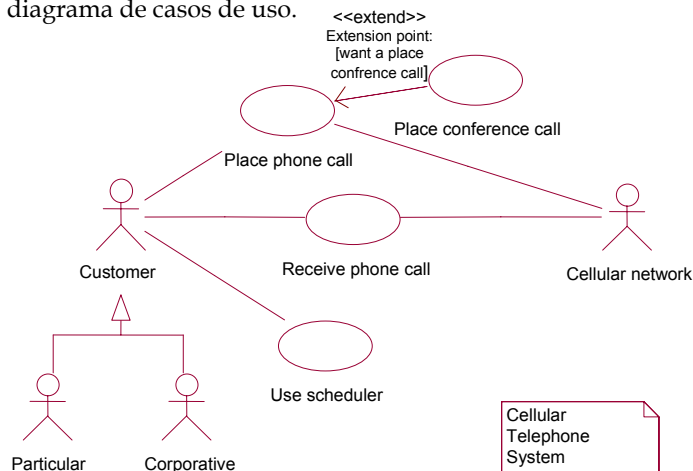 diagrama de casos de uso.
<<extend>>
Extension point:
[want a place
confrence call]
Place conference call
Place phone call
Customer
Receive phone call
Cellular network
Use scheduler
Particular
Corporative
Cellular
Telephone
System